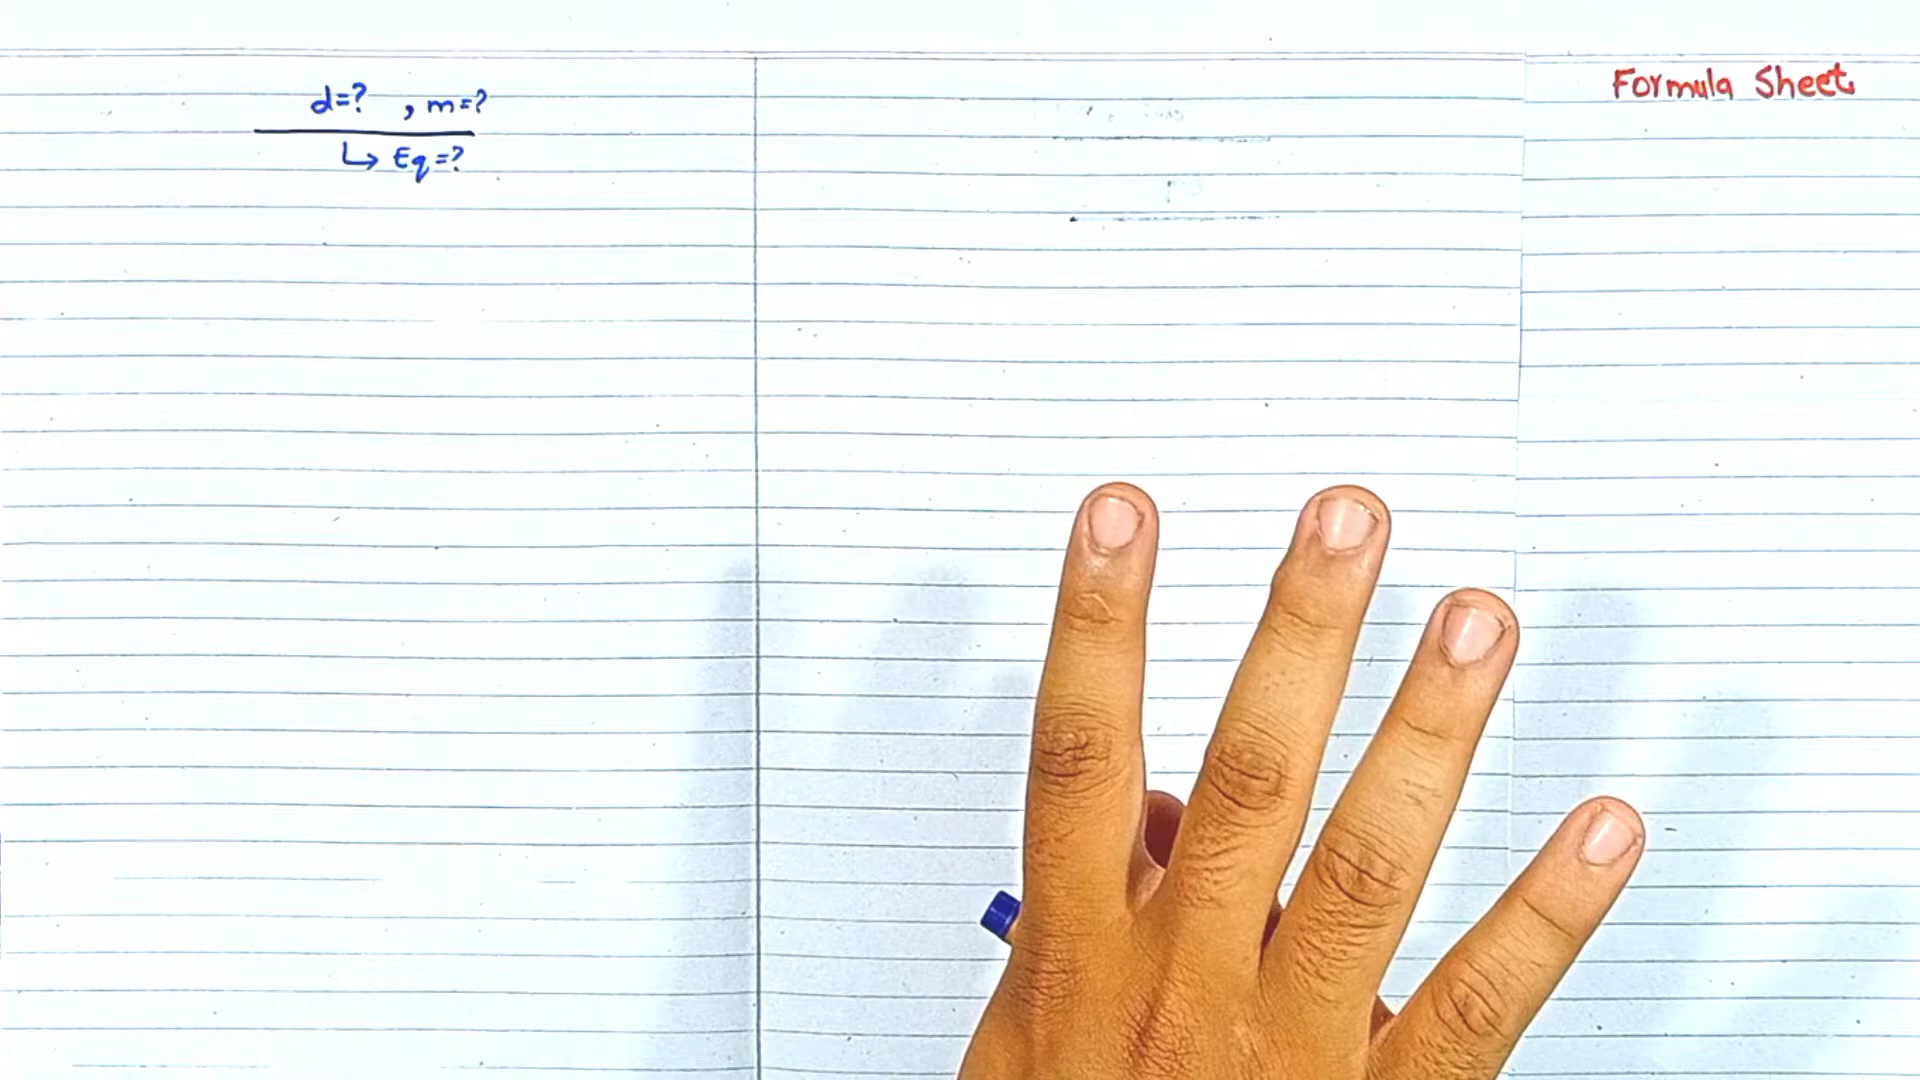 d=? , m=?
↳ Eq=?
Formula Sheet.